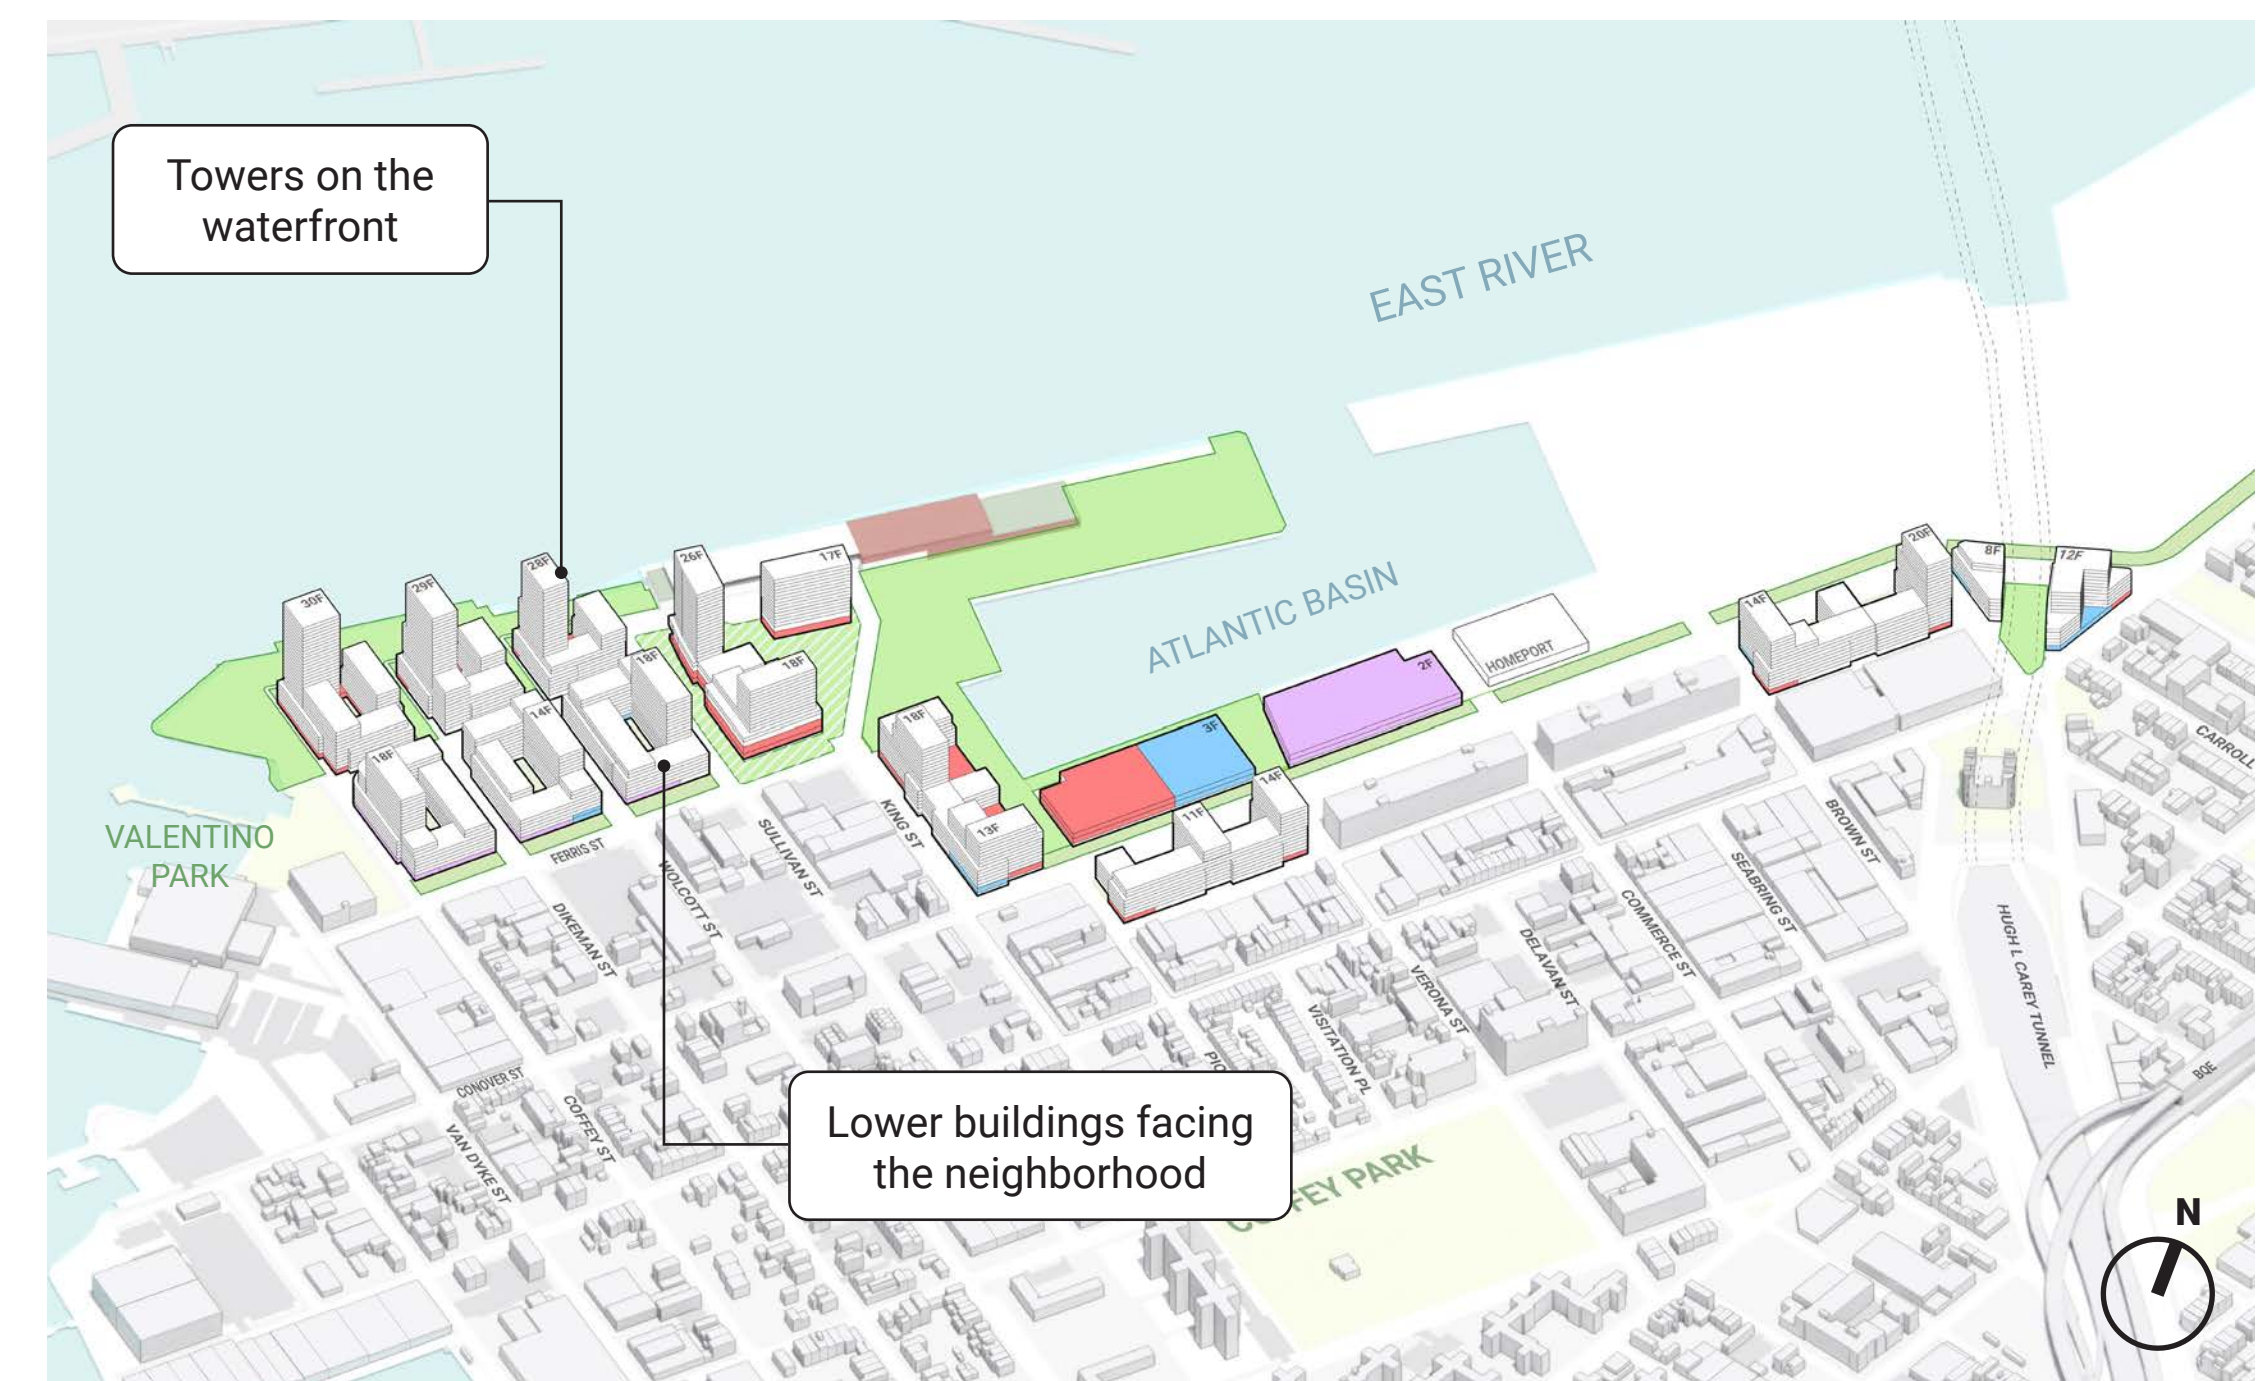 Towers on the
waterfront
EAST RIVER
ATLANTIC BASIN
HOMEPORT
30F
29F
28F
26F
17F
18F
18F
14F
18F
18F
13F
3F
2F
11F
14F
14F
20F
8F
12F
VALENTINO
PARK
FERRIS ST
DIKEMAN ST
WOLCOTT ST
SULLIVAN ST
KING ST
CONOVER ST
COFFEY ST
VAN DYKE ST
VISITATION PL
VERONA ST
DELAVAN ST
COMMERCE ST
SEABRING ST
BROWN ST
CARROLL
HUGH L CAREY TUNNEL
BQE
Lower buildings facing
the neighborhood
PARK
N